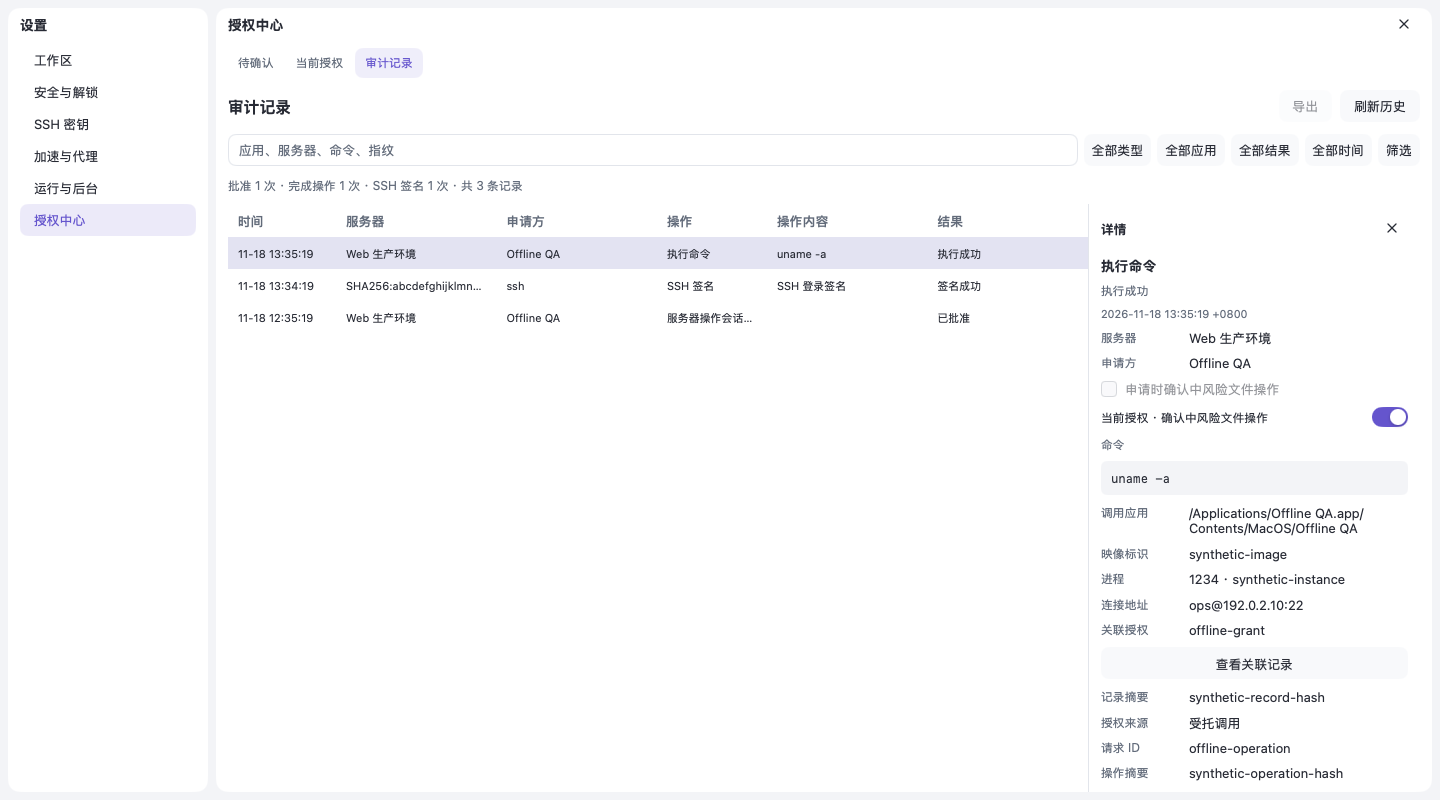 设置
工作区
安全与解锁
SSH 密钥
加速与代理
运行与后台
授权中心
授权中心
待确认 当前授权 审计记录
审计记录
导出 刷新历史
应用、服务器、命令、指纹
全部类型 全部应用 全部结果 全部时间 筛选
批准 1 次 · 完成操作 1 次 · SSH 签名 1 次 · 共 3 条记录
时间 服务器 申请方 操作 操作内容 结果
11-18 13:35:19 Web 生产环境 Offline QA 执行命令 uname -a 执行成功
11-18 13:34:19 SHA256:abcdefghijklmn... ssh SSH 签名 SSH 登录签名 签名成功
11-18 12:35:19 Web 生产环境 Offline QA 服务器操作会话... 已批准
详情
执行命令
执行成功
2026-11-18 13:35:19 +0800
服务器 Web 生产环境
申请方 Offline QA
申请时确认中风险文件操作
当前授权 · 确认中风险文件操作
命令
uname -a
调用应用 /Applications/Offline QA.app/
Contents/MacOS/Offline QA
映像标识 synthetic-image
进程 1234 · synthetic-instance
连接地址 ops@192.0.2.10:22
关联授权 offline-grant
查看关联记录
记录摘要 synthetic-record-hash
授权来源 受托调用
请求 ID offline-operation
操作摘要 synthetic-operation-hash